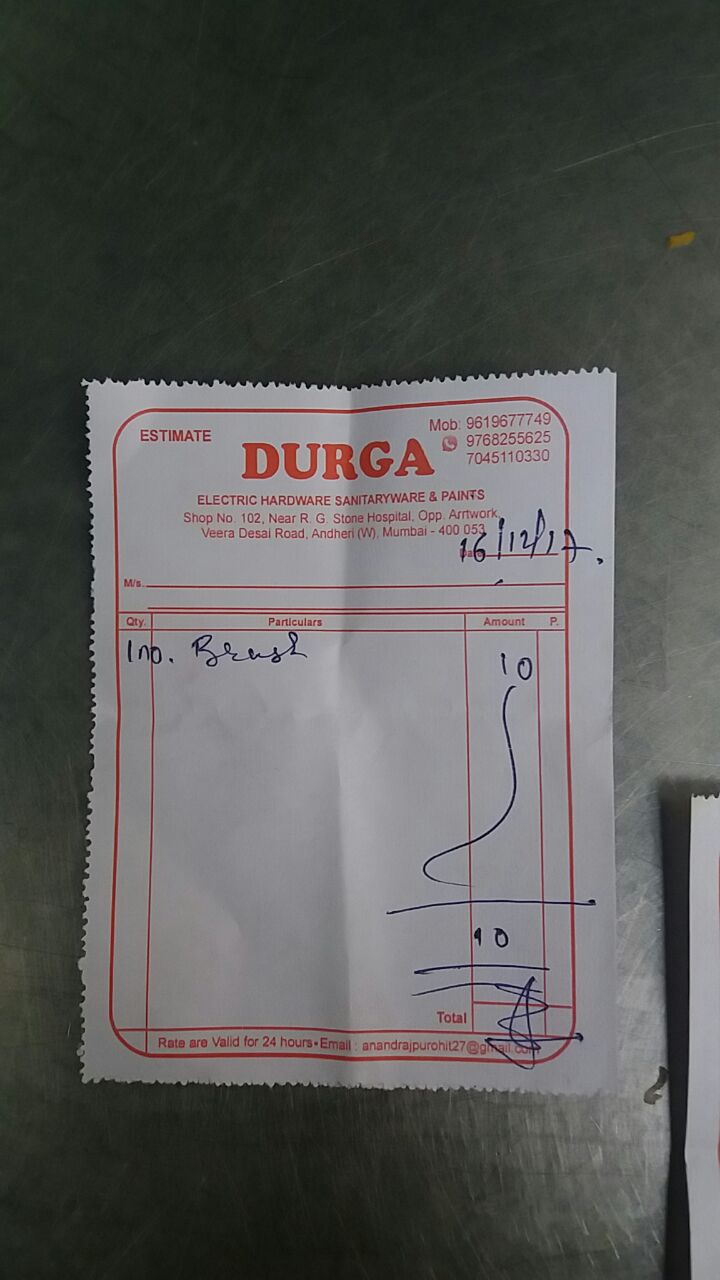 ESTIMATE
DURGA
Mob: 9619677749
9768255625
7045110330
ELECTRIC HARDWARE SANITARYWARE & PAINTS
Shop No. 102, Near R. G. Stone Hospital, Opp. Arrtwork,
Veera Desai Road, Andheri (W), Mumbai - 400 053
Date 16/12/17.
M/s.
Qty. Particulars Amount P.
1no. Brush 10
10
Total
Rate are Valid for 24 hours•Email : anandrajpurohit27@gmail.com